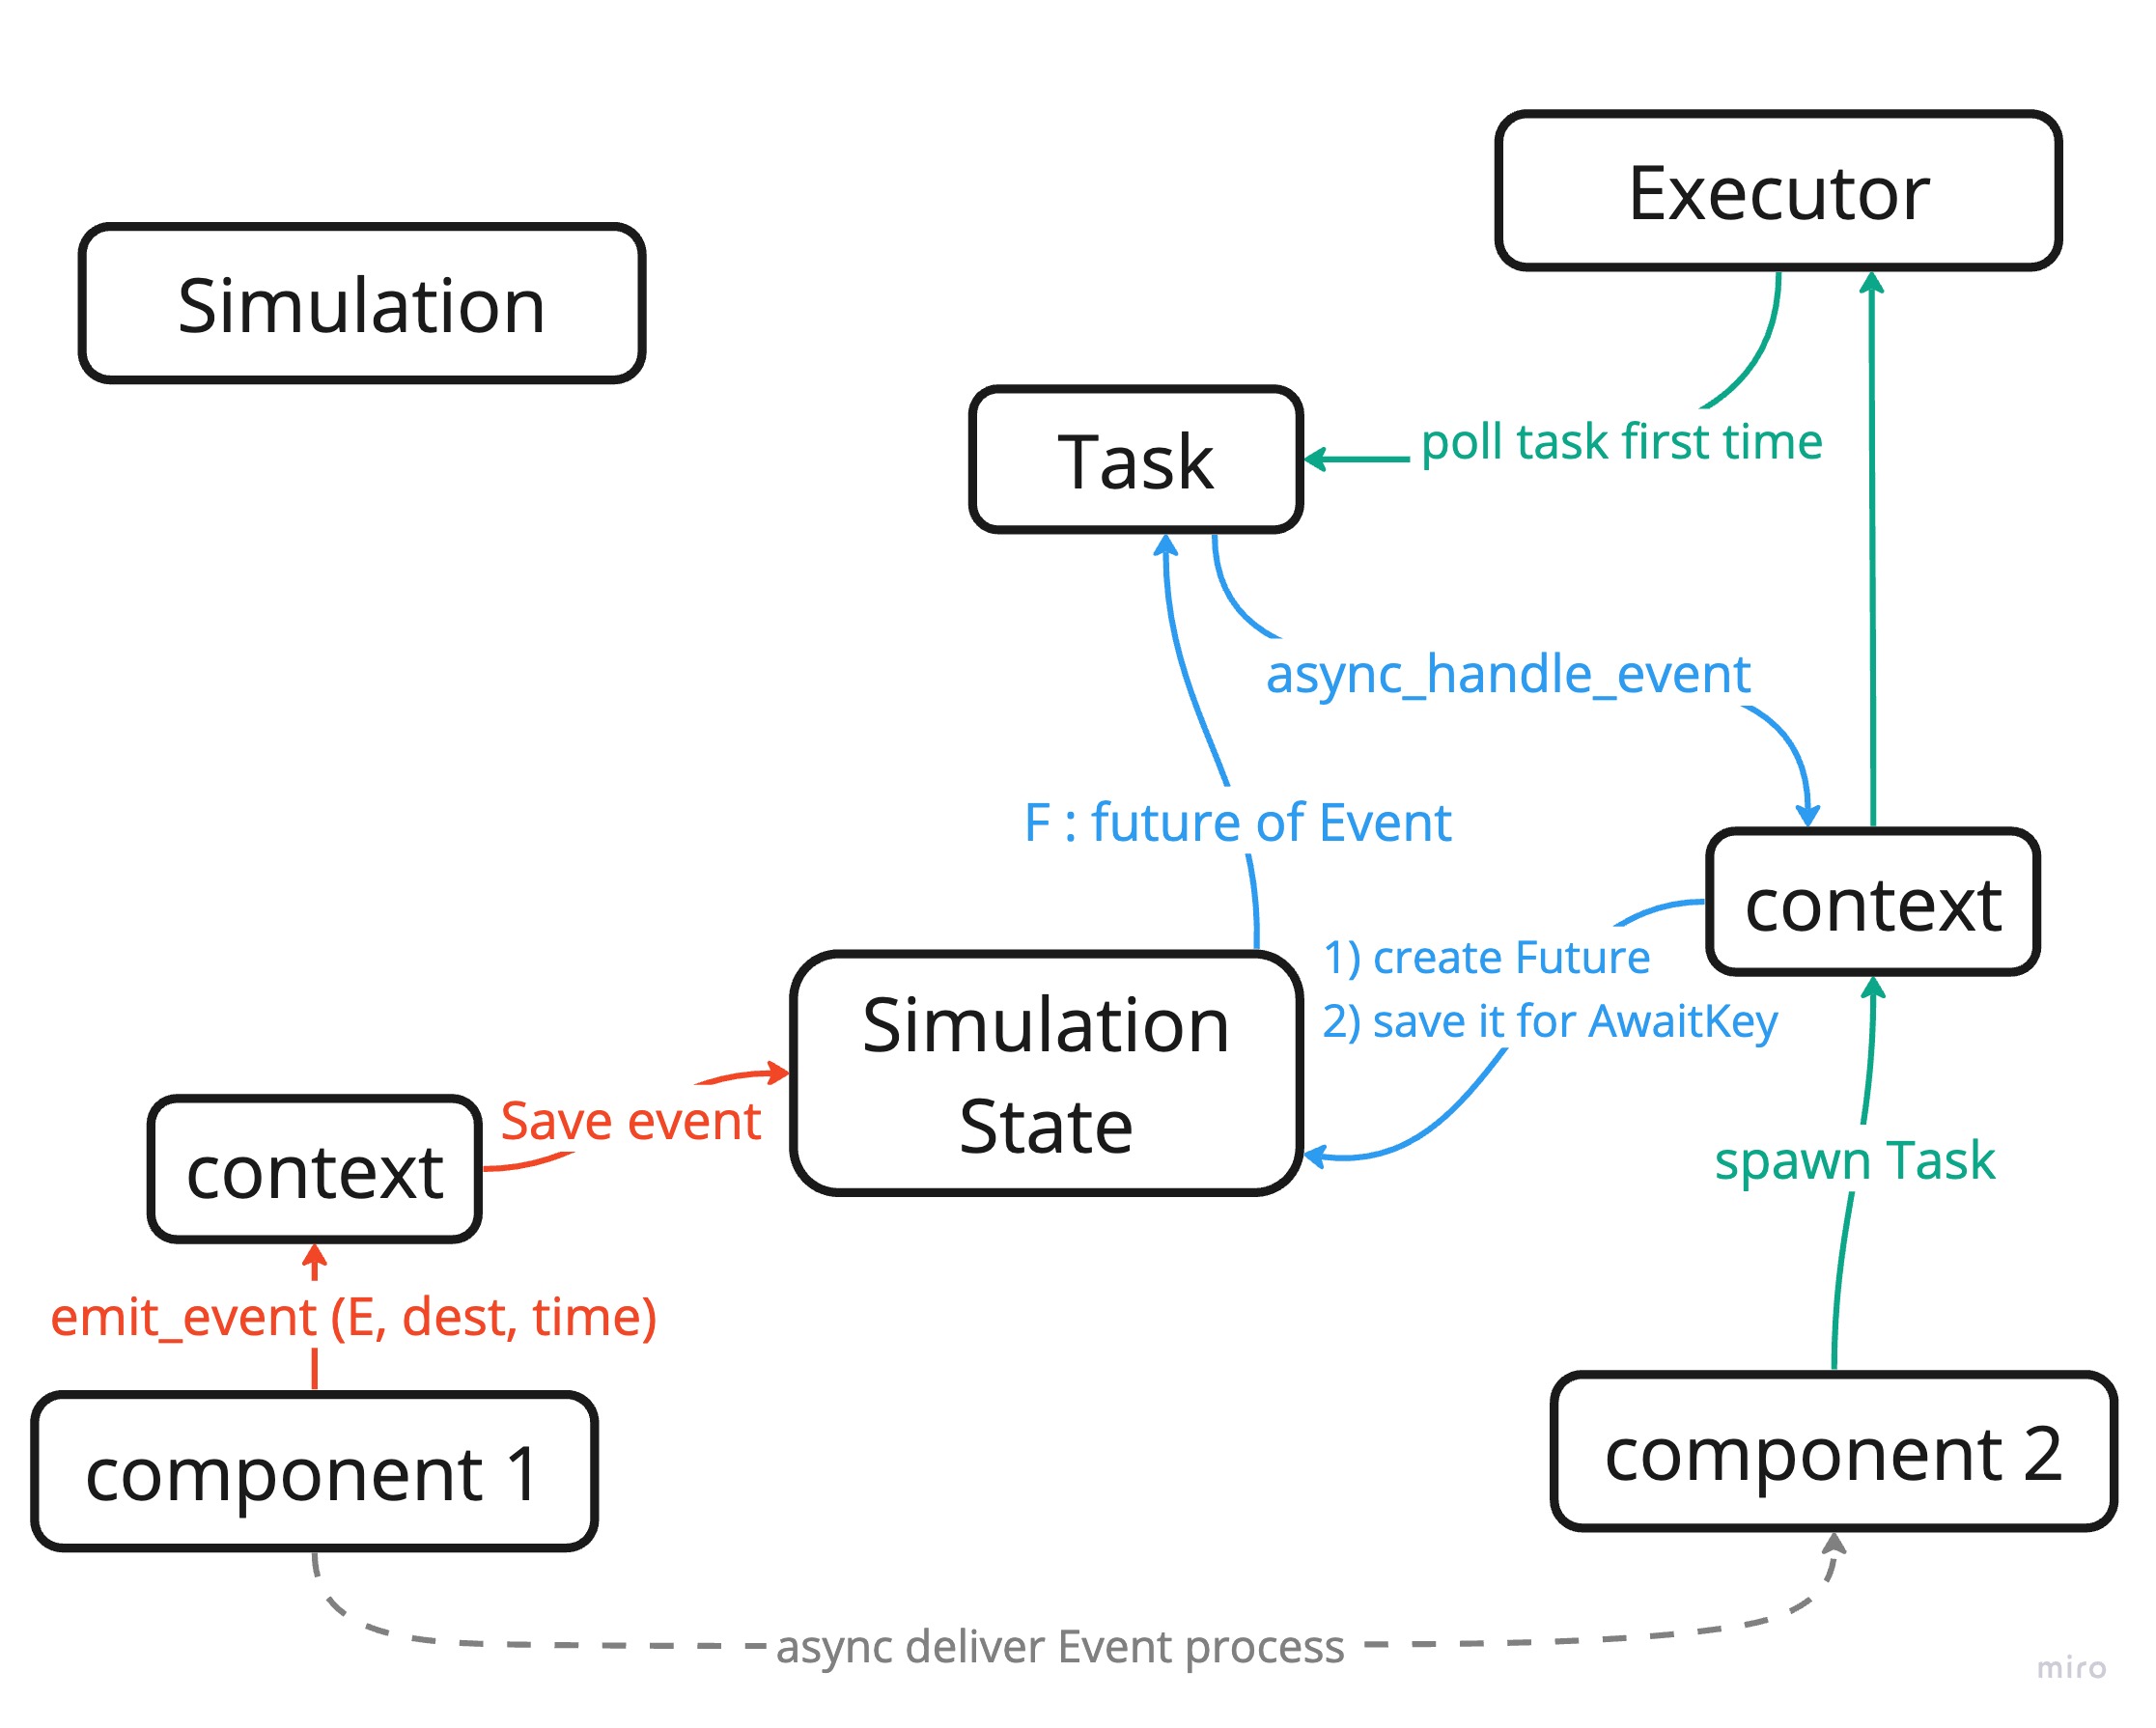 Executor
Simulation
Task
poll task first time
async_handle_event
F : future of Event
context
1) create Future
2) save it for AwaitKey
Simulation
State
Save event
context
spawn Task
emit_event (E, dest, time)
component 1
component 2
async deliver Event process
miro